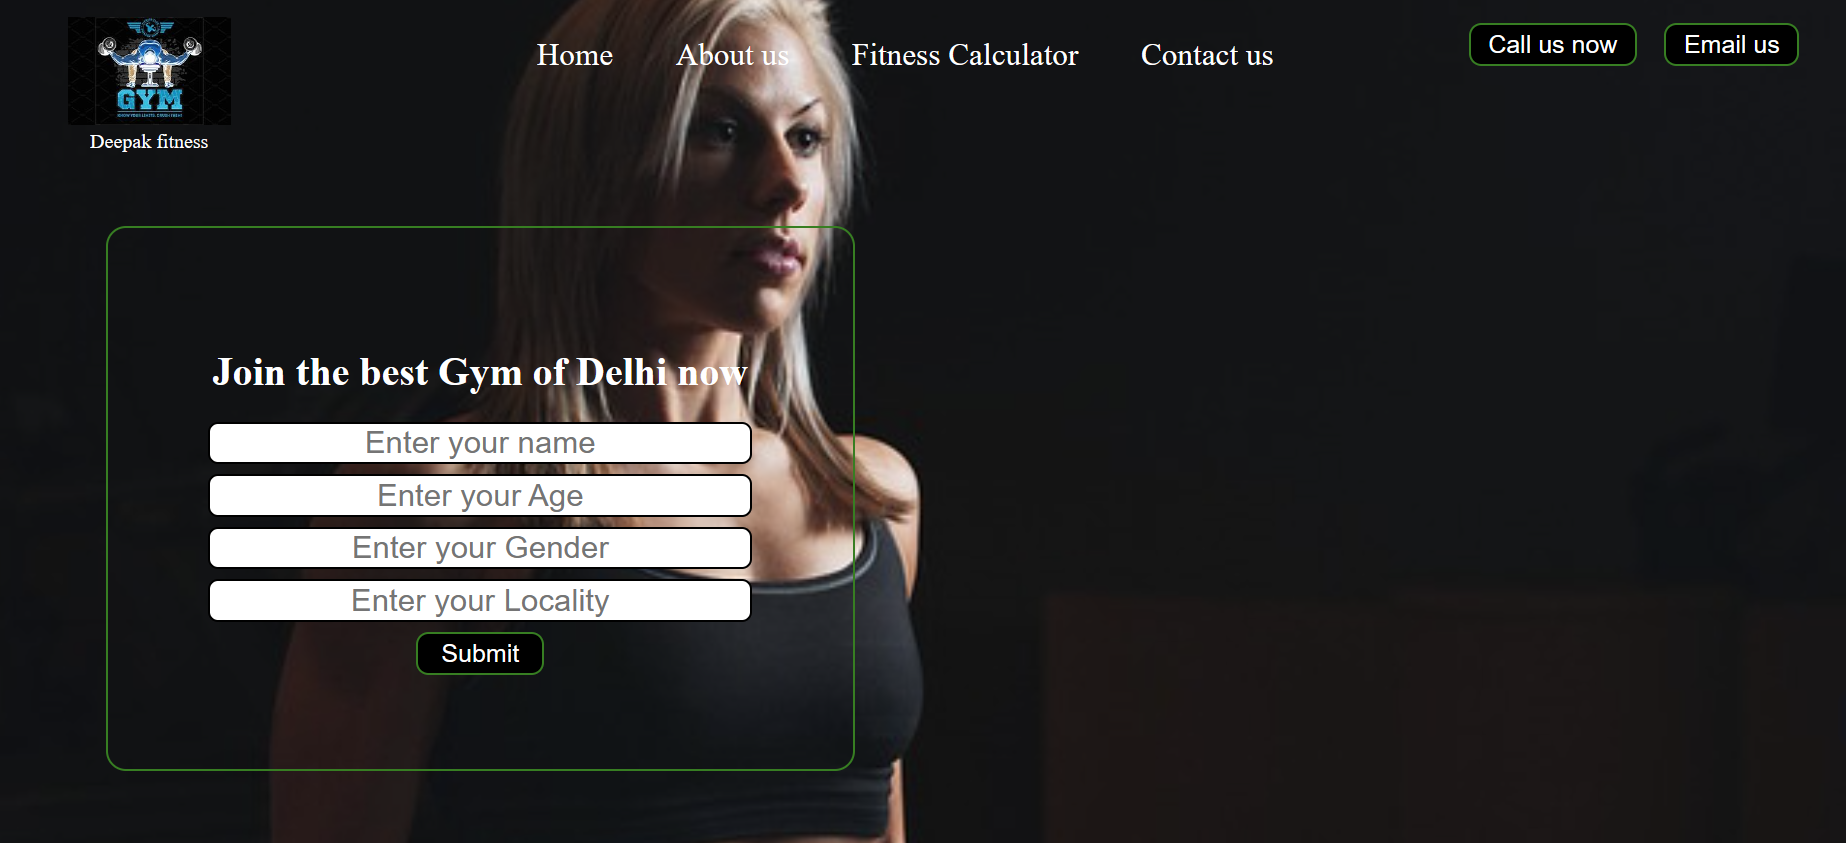 GYM
Deepak fitness
Home About us Fitness Calculator Contact us
Call us now Email us
Join the best Gym of Delhi now
Enter your name
Enter your Age
Enter your Gender
Enter your Locality
Submit